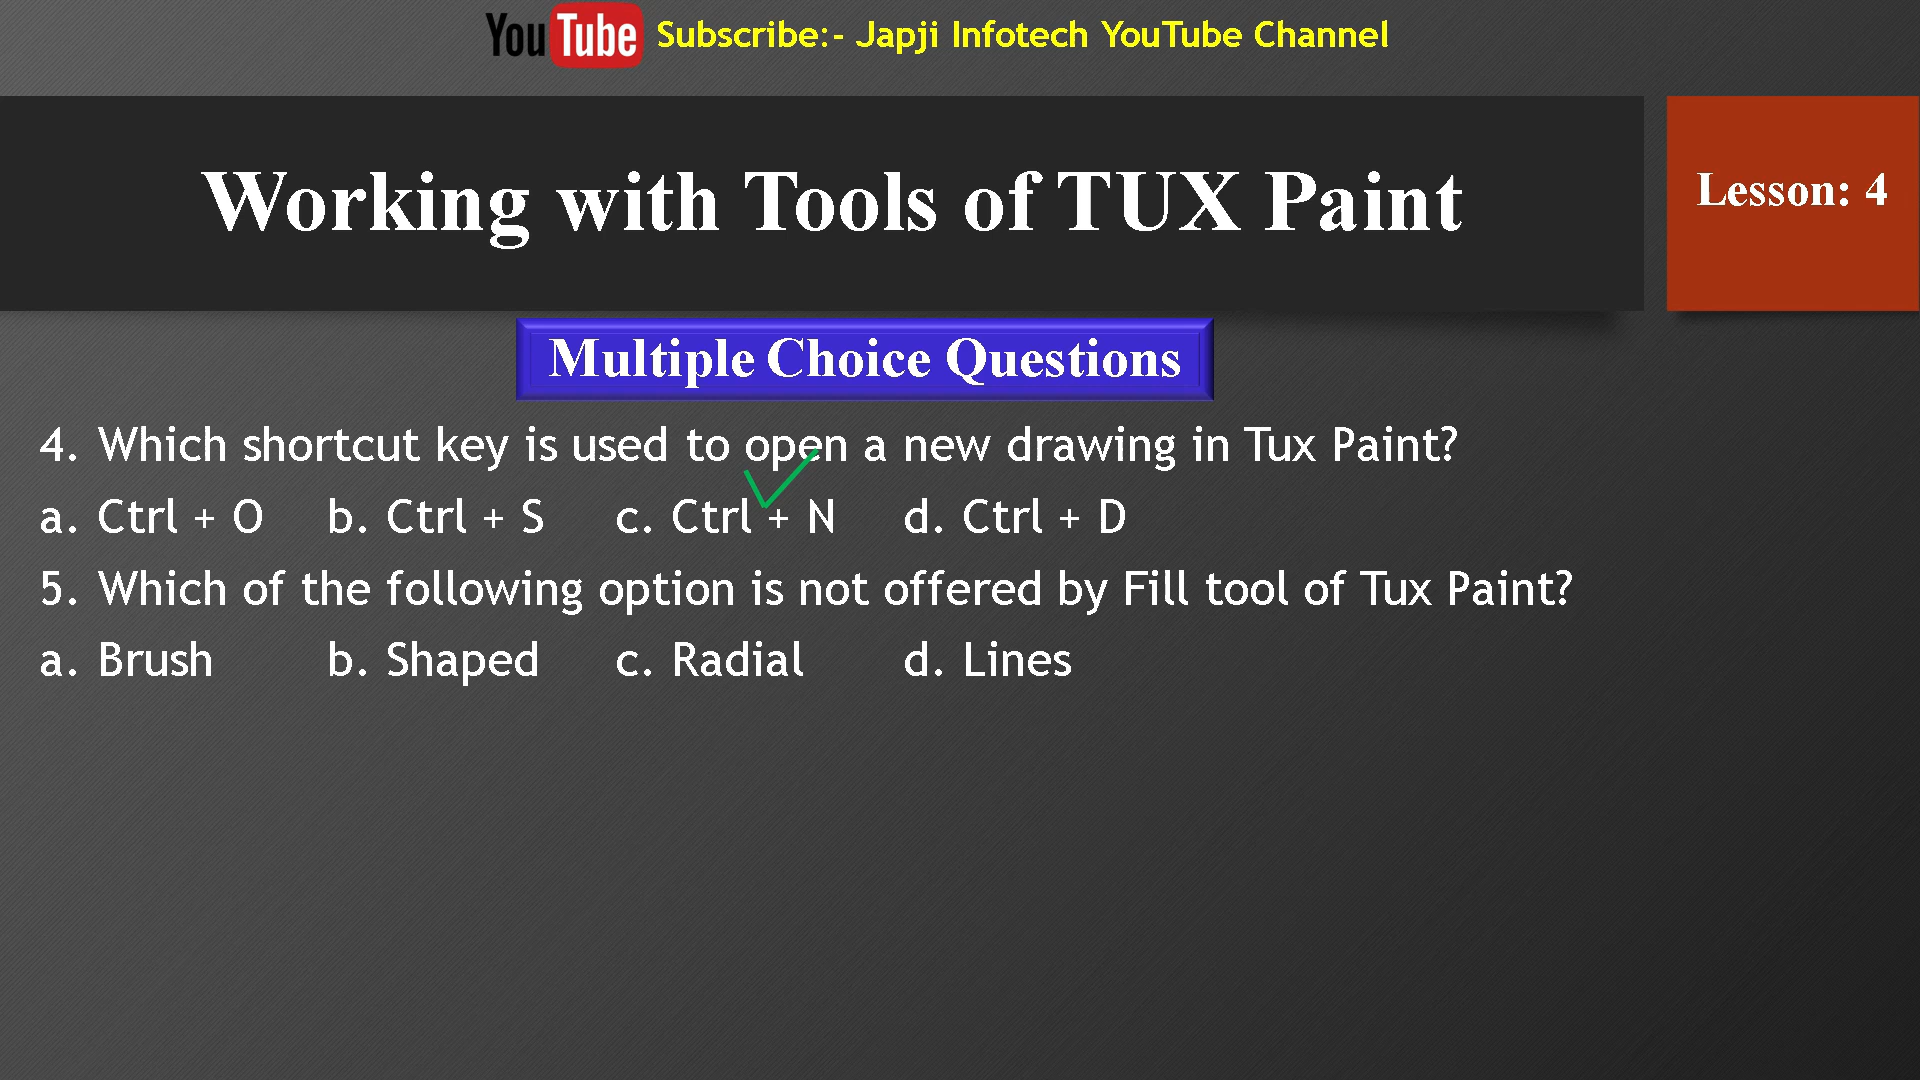 YouTube Subscribe:- Japji Infotech YouTube Channel
Working with Tools of TUX Paint
Lesson: 4
Multiple Choice Questions
4. Which shortcut key is used to open a new drawing in Tux Paint?
a. Ctrl + O b. Ctrl + S c. Ctrl + N d. Ctrl + D
5. Which of the following option is not offered by Fill tool of Tux Paint?
a. Brush b. Shaped c. Radial d. Lines